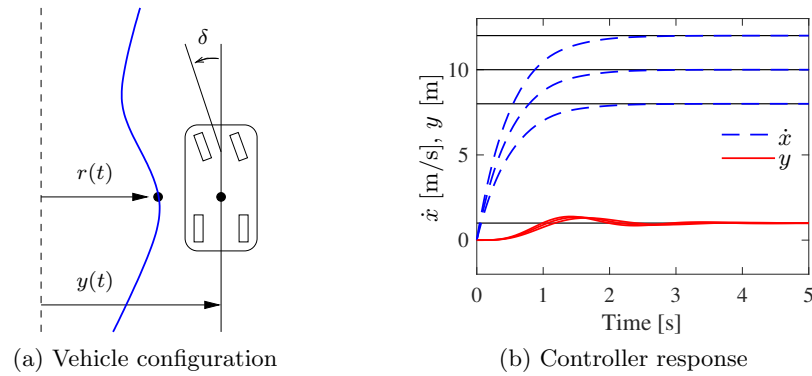 δ
r(t)
y(t)
(a) Vehicle configuration
ẋ [m/s], y [m]
10
5
0
ẋ
y
0 1 2 3 4 5
Time [s]
(b) Controller response